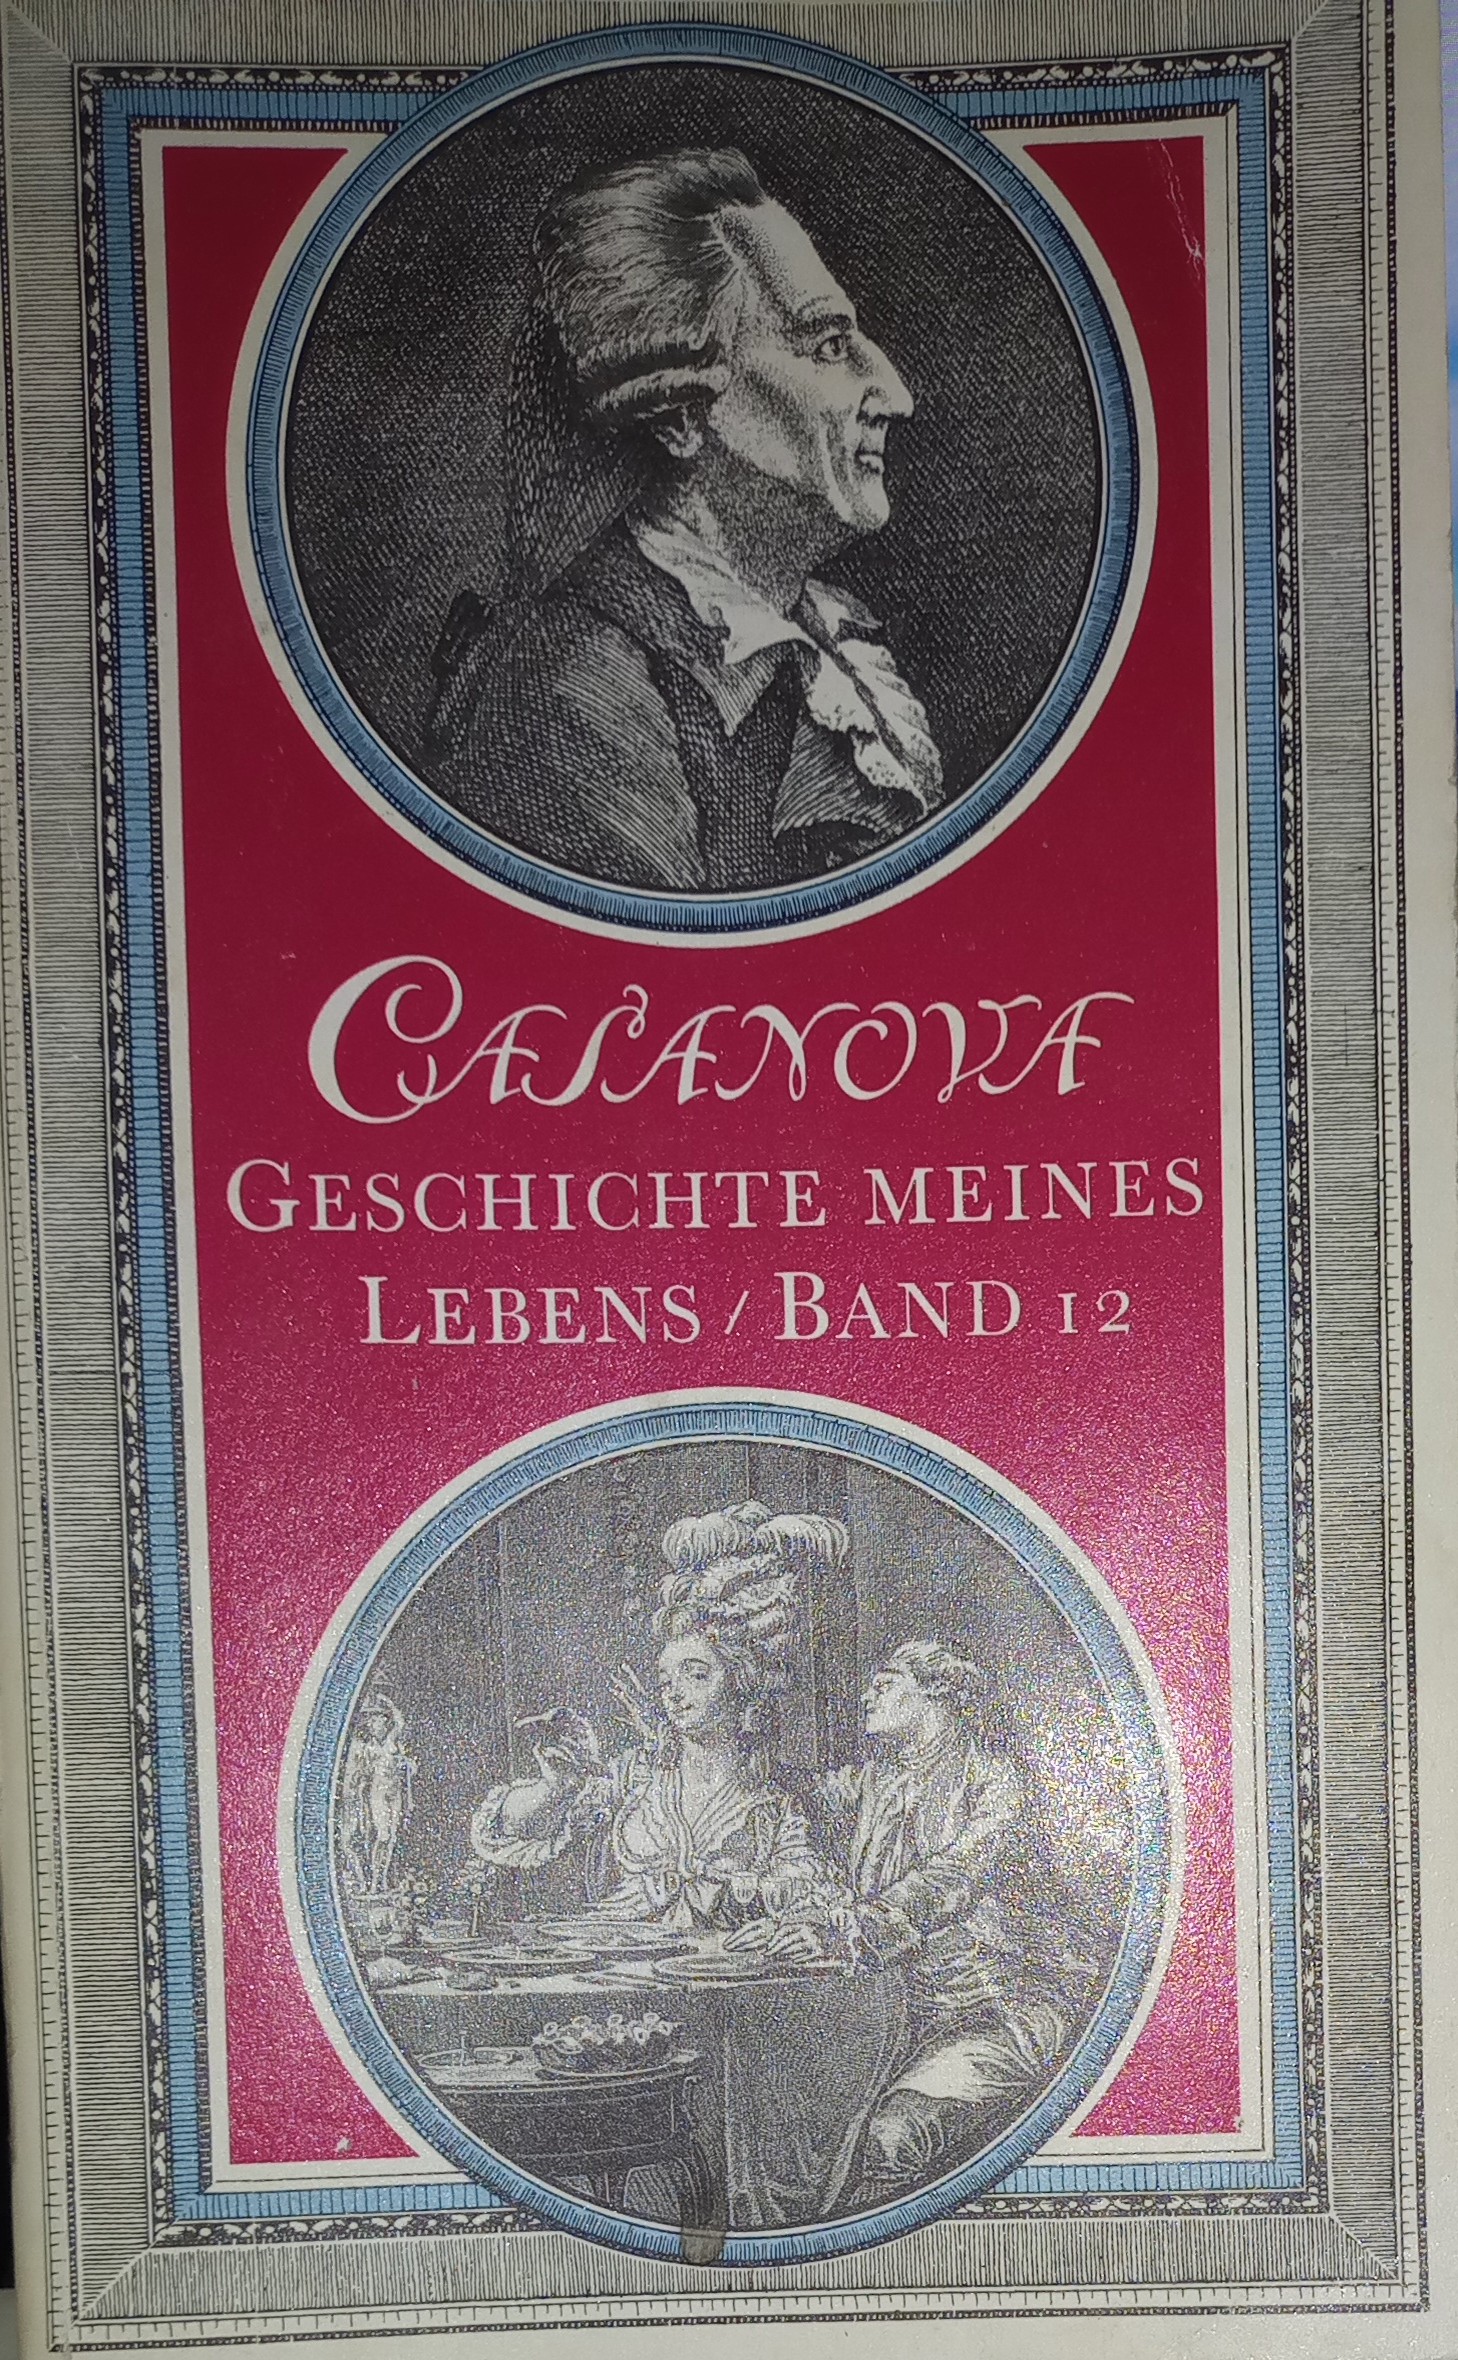 CASANOVA
GESCHICHTE MEINES
LEBENS / BAND 12